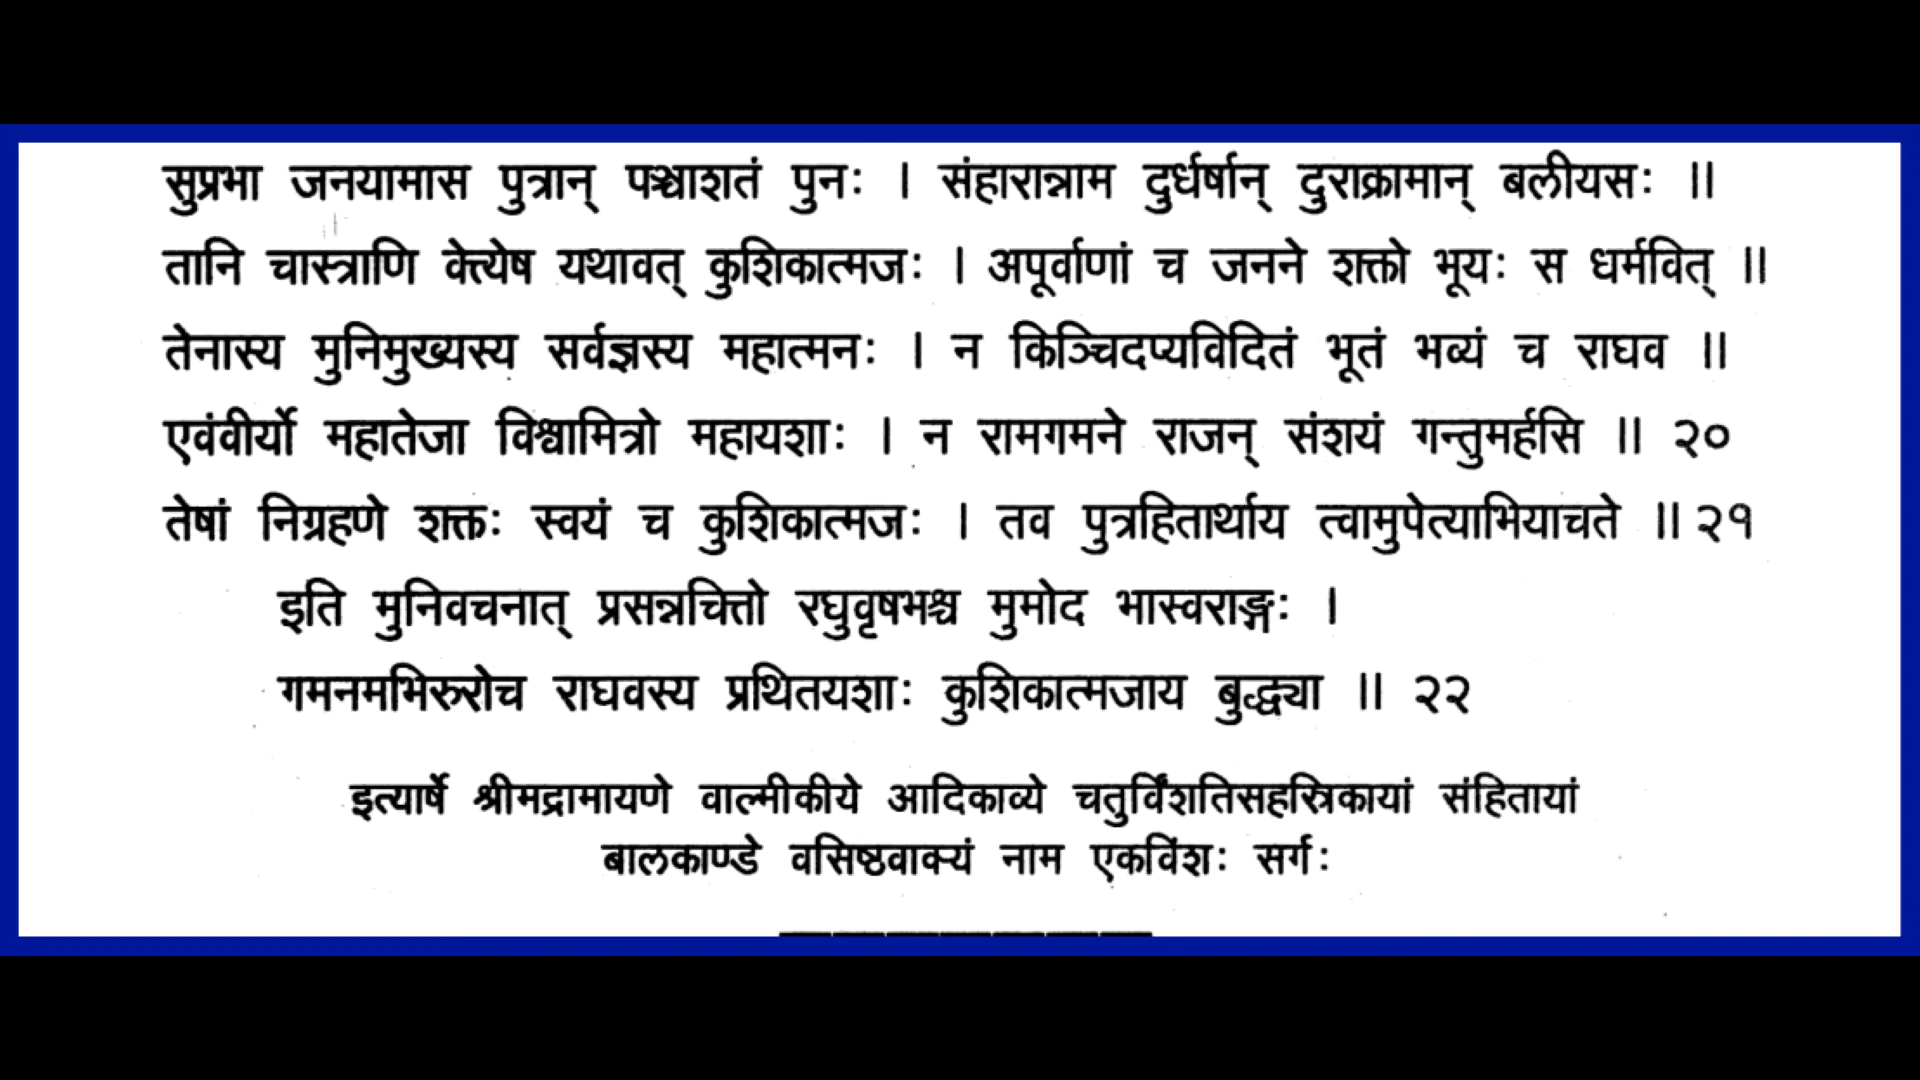 सुप्रभा जनयामास पुत्रान् पञ्चाशतं पुनः । संहारान्नाम दुर्धर्षान् दुराक्रामान् बलीयसः ॥
तानि चास्त्राणि वेत्त्येष यथावत् कुशिकात्मजः । अपूर्वाणां च जनने शक्तो भूयः स धर्मवित् ॥
तेनास्य मुनिमुख्यस्य सर्वज्ञस्य महात्मनः । न किञ्चिदप्यविदितं भूतं भव्यं च राघव ॥
एवंवीर्यो महातेजा विश्वामित्रो महायशाः । न रामगमने राजन् संशयं गन्तुमर्हसि ॥ २०
तेषां निग्रहणे शक्तः स्वयं च कुशिकात्मजः । तव पुत्रहितार्थाय त्वामुपेत्याभियाचते ॥ २१
इति मुनिवचनात् प्रसन्नचित्तो रघुवृषभश्च मुमोद भास्वराङ्गः ।
गमनमभिरुरोच राघवस्य प्रथितयशाः कुशिकात्मजाय बुद्ध्या ॥ २२
इत्यार्षे श्रीमद्रामायणे वाल्मीकीये आदिकाव्ये चतुर्विंशतिसहस्रिकायां संहितायां
बालकाण्डे वसिष्ठवाक्यं नाम एकविंशः सर्गः